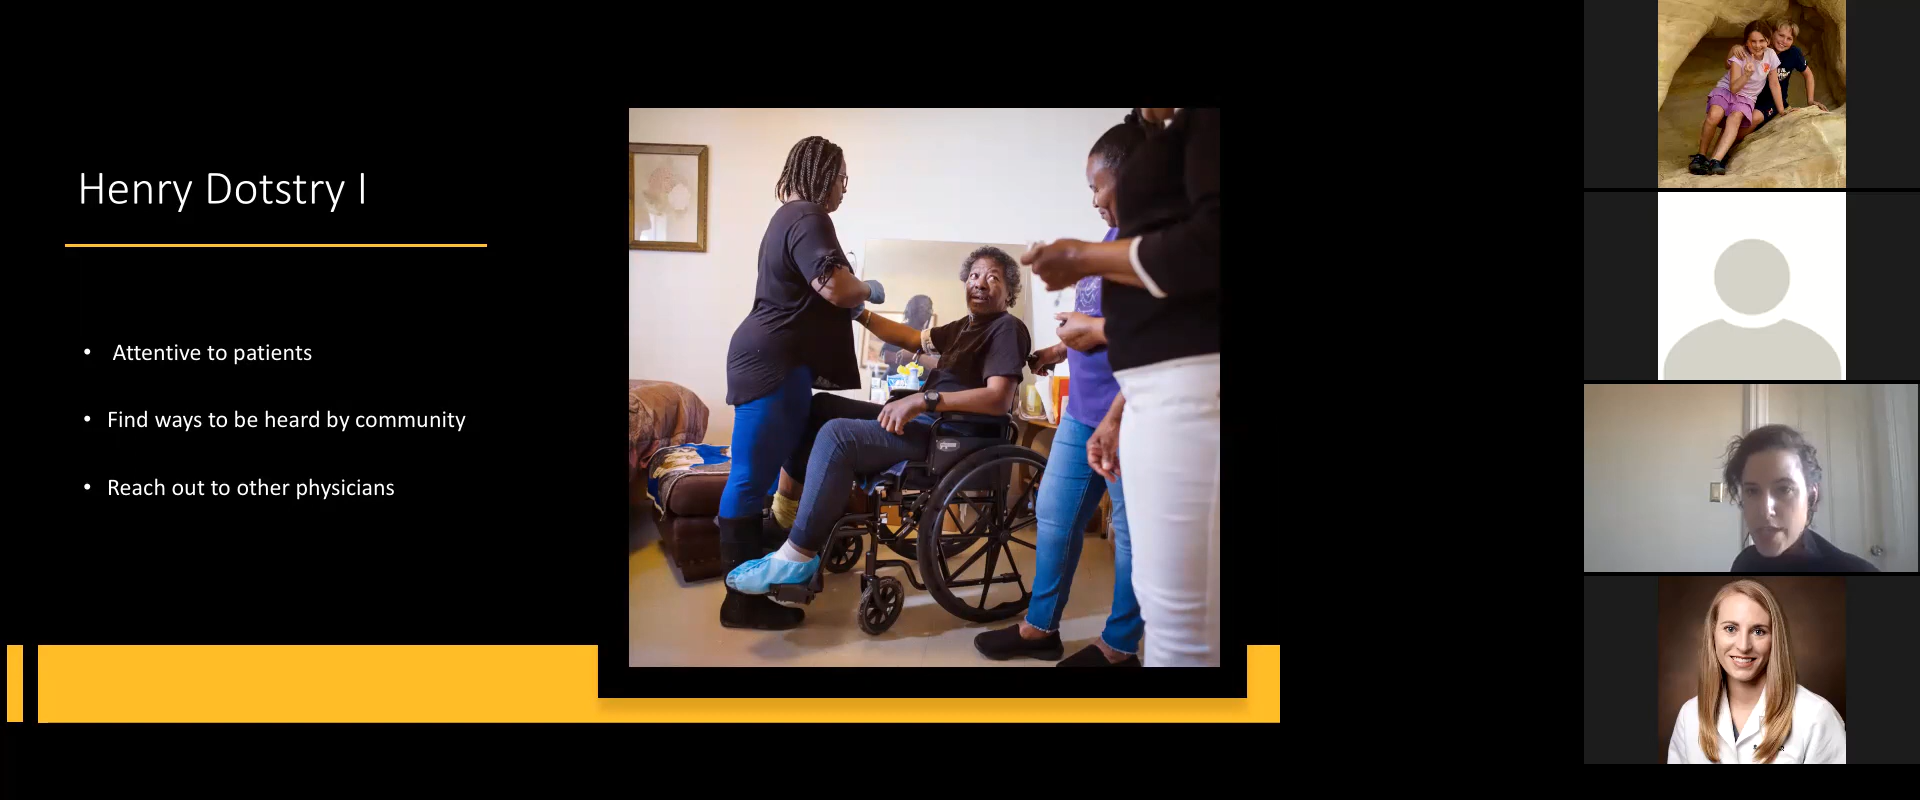 Henry Dotstry I
• Attentive to patients
• Find ways to be heard by community
• Reach out to other physicians